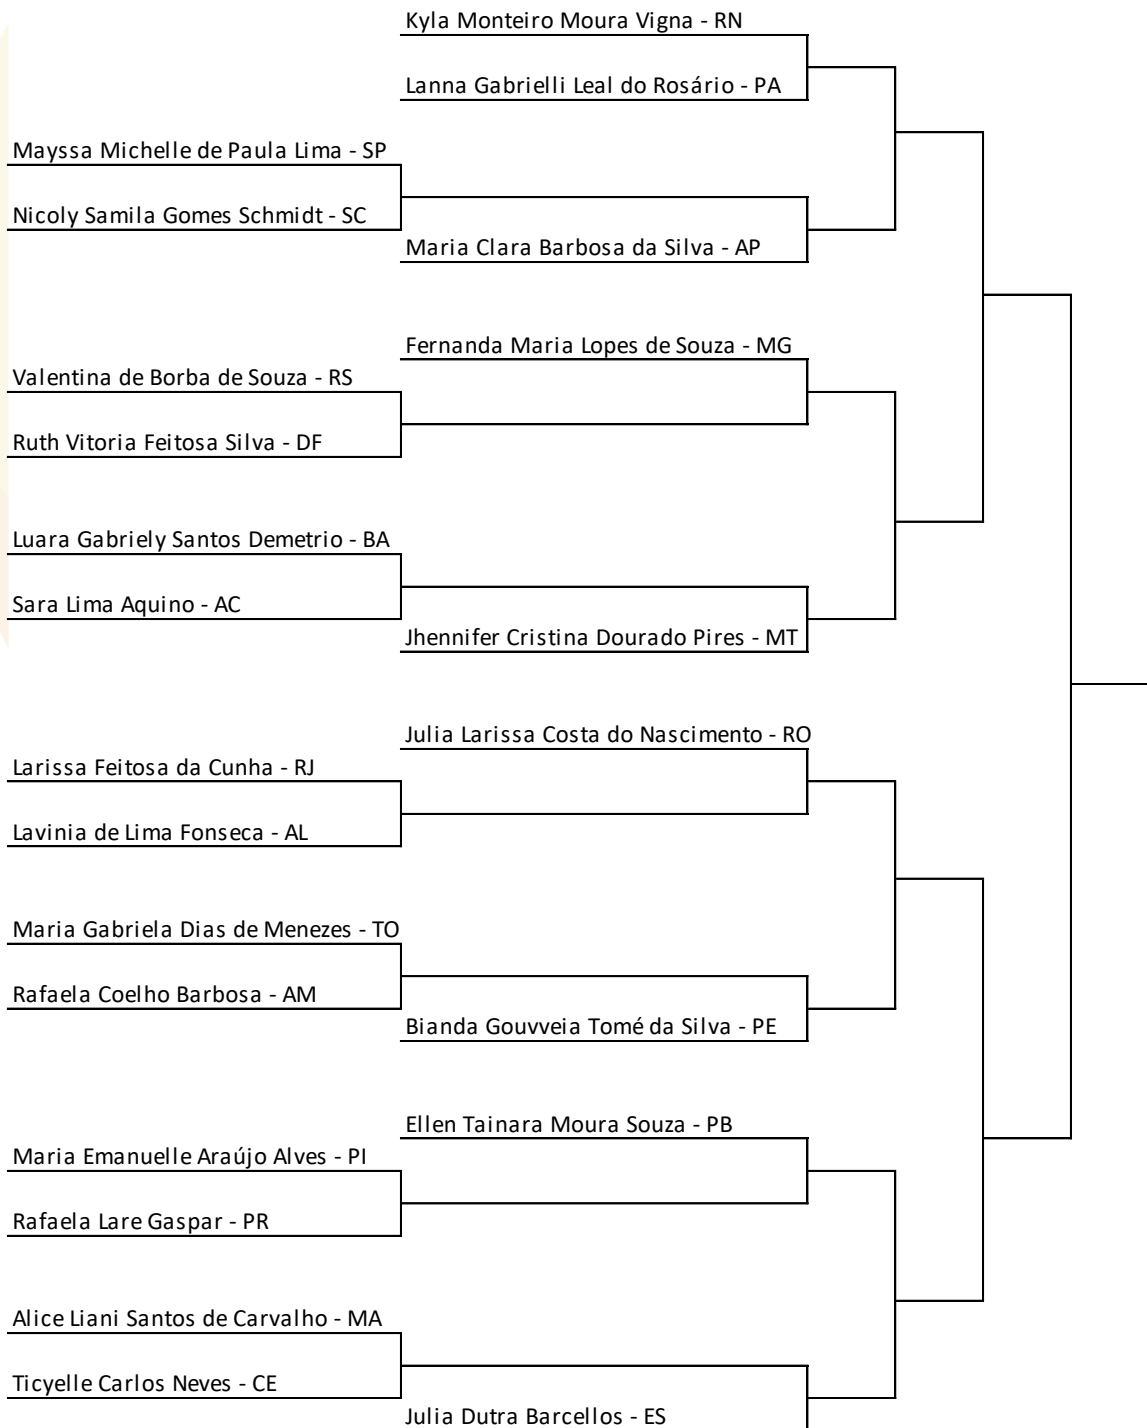 Kyla Monteiro Moura Vigna - RN
Lanna Gabrielli Leal do Rosário - PA
Mayssa Michelle de Paula Lima - SP
Nicoly Samila Gomes Schmidt - SC
Maria Clara Barbosa da Silva - AP
Fernanda Maria Lopes de Souza - MG
Valentina de Borba de Souza - RS
Ruth Vitoria Feitosa Silva - DF
Luara Gabriely Santos Demetrio - BA
Sara Lima Aquino - AC
Jhennifer Cristina Dourado Pires - MT
Julia Larissa Costa do Nascimento - RO
Larissa Feitosa da Cunha - RJ
Lavinia de Lima Fonseca - AL
Maria Gabriela Dias de Menezes - TO
Rafaela Coelho Barbosa - AM
Bianda Gouvveia Tomé da Silva - PE
Ellen Tainara Moura Souza - PB
Maria Emanuelle Araújo Alves - PI
Rafaela Lare Gaspar - PR
Alice Liani Santos de Carvalho - MA
Ticyelle Carlos Neves - CE
Julia Dutra Barcellos - ES